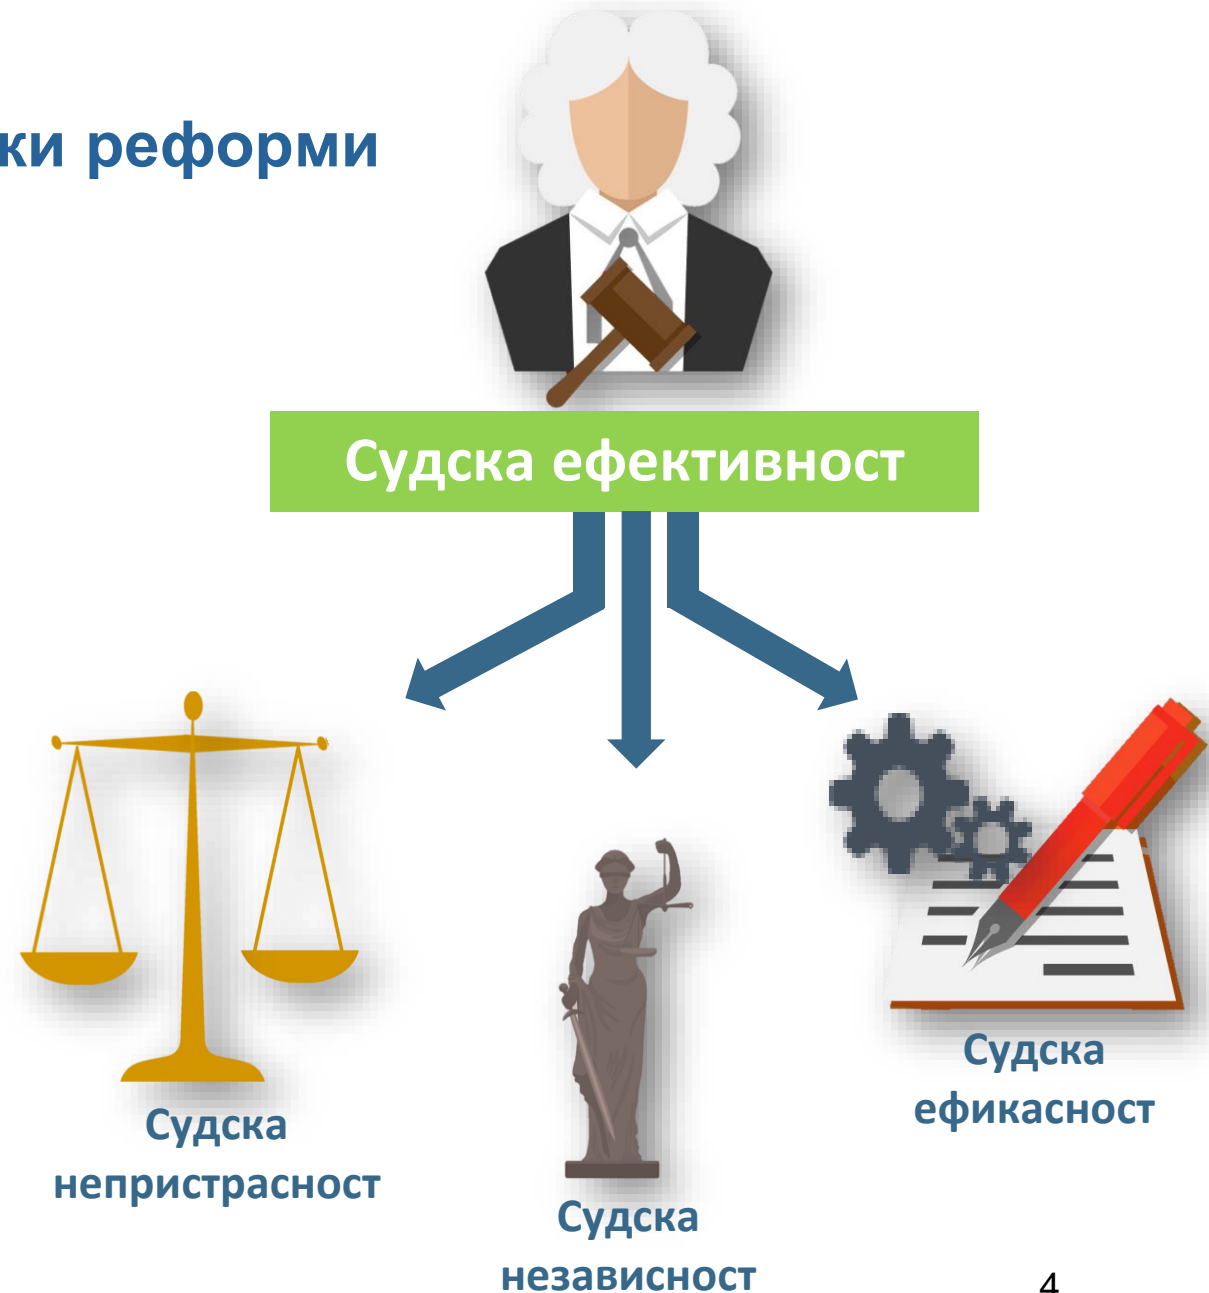 ки реформи
Судска ефективност
Судска
непристрасност
Судска
независност
Судска
ефикасност
4